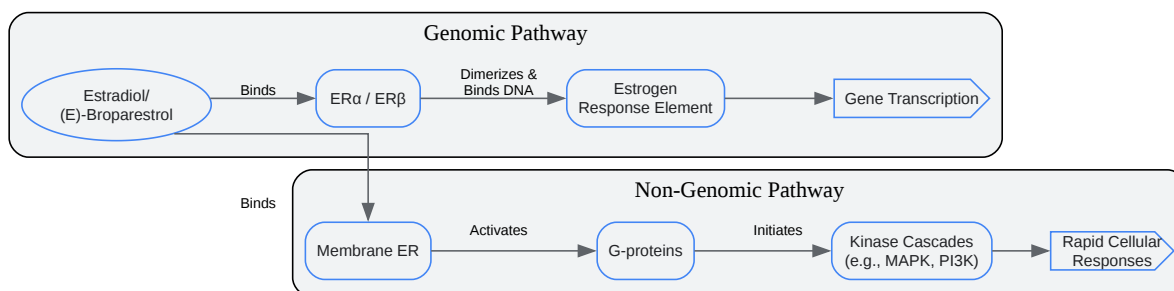 Genomic Pathway
Estradiol/
(E)-Broparestrol
Binds
ERα / ERβ
Dimerizes &
Binds DNA
Estrogen
Response Element
Gene Transcription
Non-Genomic Pathway
Binds
Membrane ER
Activates
G-proteins
Initiates
Kinase Cascades
(e.g., MAPK, PI3K)
Rapid Cellular
Responses